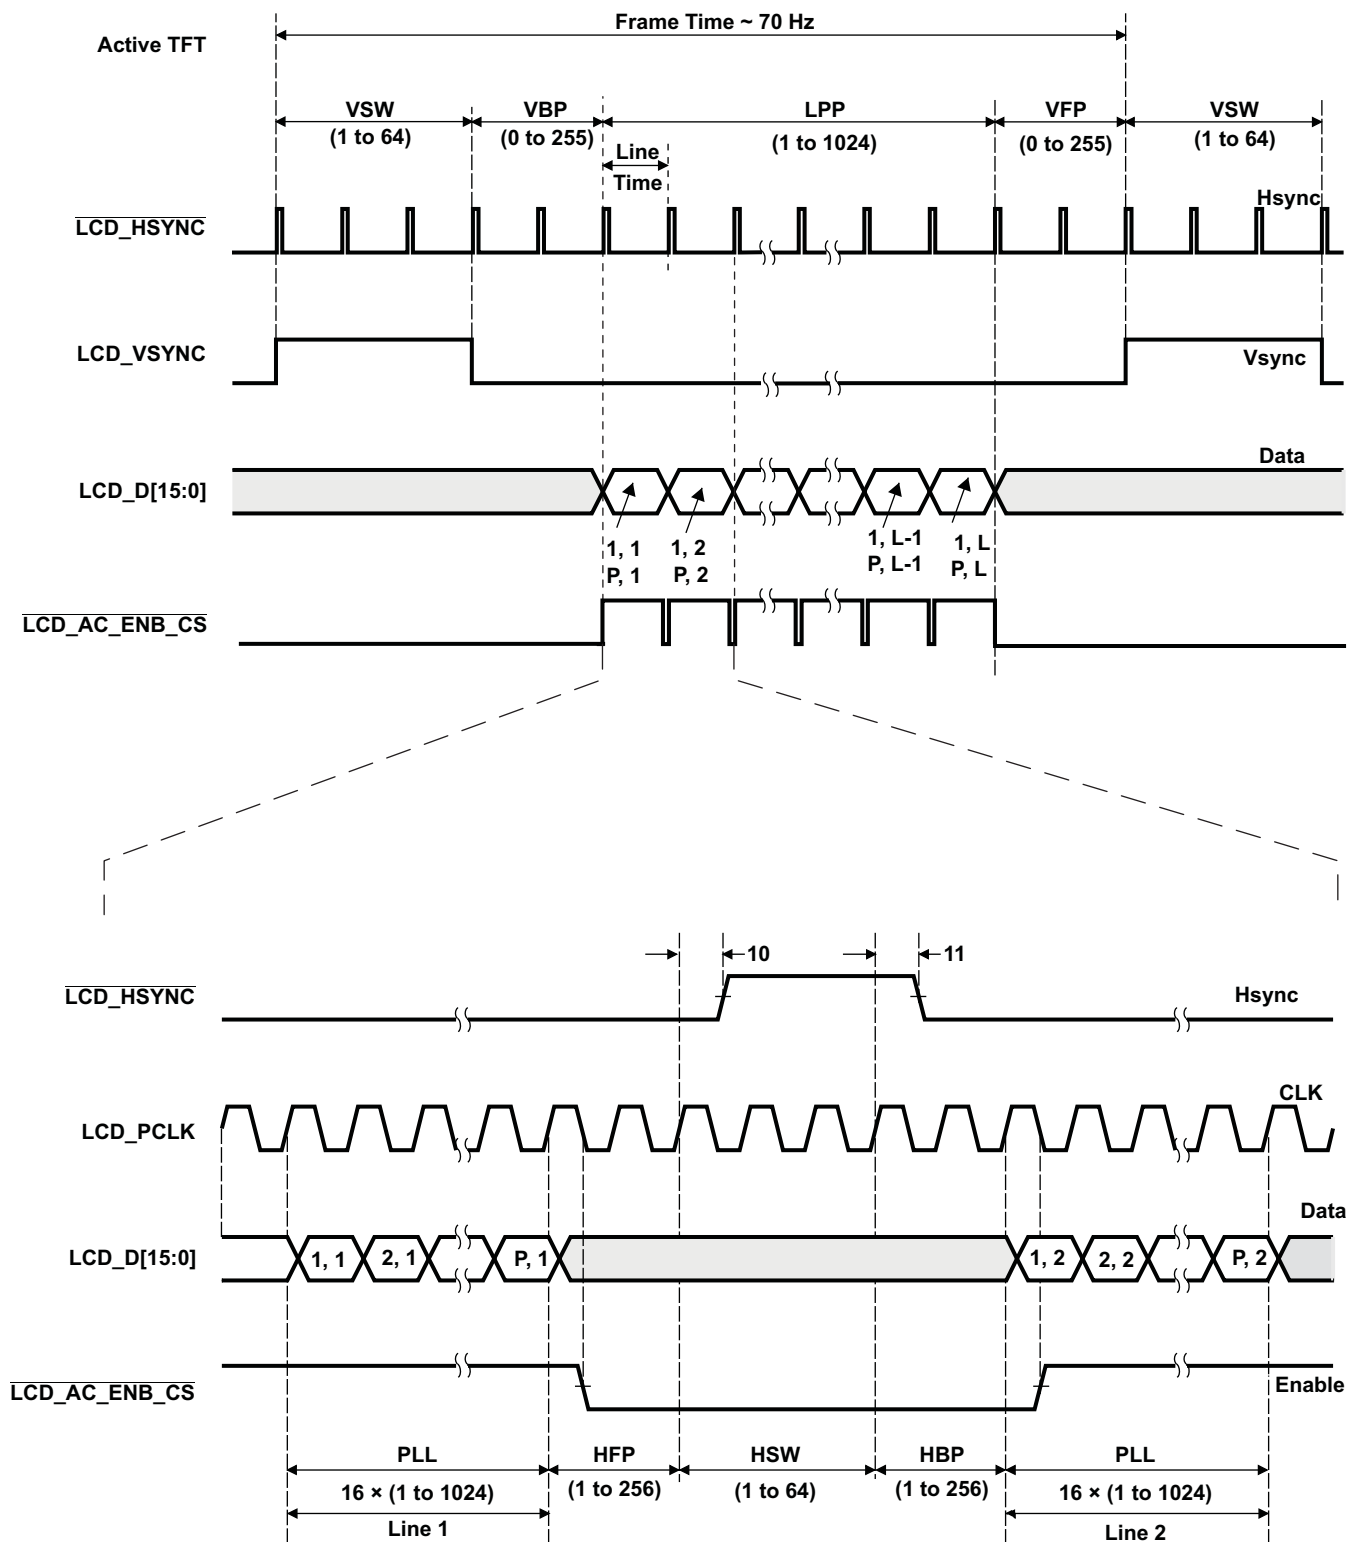 Frame Time ~ 70 Hz
Active TFT
VSW
VBP
LPP
VFP
VSW
(1 to 64)
(0 to 255)
(1 to 1024)
(0 to 255)
(1 to 64)
Line
Time
Hsync
LCD_HSYNC
LCD_VSYNC
Vsync
Data
LCD_D[15:0]
1, 1
P, 1
1, 2
P, 2
1, L-1
P, L-1
1, L
P, L
LCD_AC_ENB_CS
10
11
LCD_HSYNC
Hsync
CLK
LCD_PCLK
Data
LCD_D[15:0]
1, 1
2, 1
P, 1
1, 2
2, 2
P, 2
LCD_AC_ENB_CS
Enable
PLL
HFP
HSW
HBP
PLL
16 × (1 to 1024)
(1 to 256)
(1 to 64)
(1 to 256)
16 × (1 to 1024)
Line 1
Line 2